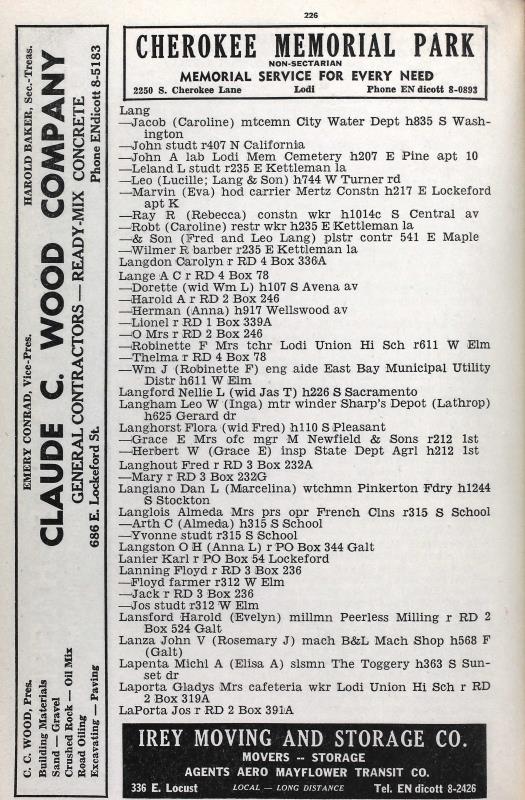 226
CHEROKEE MEMORIAL PARK
NON-SECTARIAN
MEMORIAL SERVICE FOR EVERY NEED
2250 S. Cherokee Lane Lodi Phone EN dicott 8-0893
HAROLD BAKER, Sec.-Treas.
EMERY CONRAD, Vice-Pres.
C. C. WOOD, Pres.
CLAUDE C. WOOD COMPANY
GENERAL CONTRACTORS — READY-MIX CONCRETE
686 E. Lockeford St. Phone ENdicott 8-5183
Building Materials
Sand — Gravel
Crushed Rock — Oil Mix
Road Oiling
Excavating — Paving
Lang
—Jacob (Caroline) mtcemn City Water Dept h835 S Wash-
ington
—John studt r407 N California
—John A lab Lodi Mem Cemetery h207 E Pine apt 10
—Leland L studt r235 E Kettleman la
—Leo (Lucille; Lang & Son) h744 W Turner rd
—Marvin (Eva) hod carrier Mertz Constn h217 E Lockeford
apt K
—Ray R (Rebecca) constn wkr h1014c S Central av
—Robt (Caroline) restr wkr h235 E Kettleman la
—& Son (Fred and Leo Lang) plstr contr 541 E Maple
—Wilmer R barber r235 E Kettleman la
Langdon Carolyn r RD 4 Box 336A
Lange A C r RD 4 Box 78
—Dorette (wid Wm L) h107 S Avena av
—Harold A r RD 2 Box 246
—Herman (Anna) h917 Wellswood av
—Lionel r RD 1 Box 339A
—O Mrs r RD 2 Box 246
—Robinette F Mrs tchr Lodi Union Hi Sch r611 W Elm
—Thelma r RD 4 Box 78
—Wm J (Robinette F) eng aide East Bay Municipal Utility
Distr h611 W Elm
Langford Nellie L (wid Jas T) h226 S Sacramento
Langham Leo W (Inga) mtr winder Sharp's Depot (Lathrop)
h625 Gerard dr
Langhorst Flora (wid Fred) h110 S Pleasant
—Grace E Mrs ofc mgr M Newfield & Sons r212 1st
—Herbert W (Grace E) insp State Dept Agrl h212 1st
Langhout Fred r RD 3 Box 232A
—Mary r RD 3 Box 232G
Langiano Dan L (Marcelina) wtchmn Pinkerton Fdry h1244
S Stockton
Langlois Almeda Mrs prs opr French Clns r315 S School
—Arth C (Almeda) h315 S School
—Yvonne studt r315 S School
Langston O H (Anna L) r PO Box 344 Galt
Lanier Karl r PO Box 54 Lockeford
Lanning Floyd r RD 3 Box 236
—Floyd farmer r312 W Elm
—Jack r RD 3 Box 236
—Jos studt r312 W Elm
Lansford Harold (Evelyn) millmn Peerless Milling r RD 2
Box 524 Galt
Lanza John V (Rosemary J) mach B&L Mach Shop h568 F
(Galt)
Lapenta Michl A (Elisa A) slsmn The Toggery h363 S Sun-
set dr
Laporta Gladys Mrs cafeteria wkr Lodi Union Hi Sch r RD
2 Box 319A
LaPorta Jos r RD 2 Box 391A
IREY MOVING AND STORAGE CO.
MOVERS -- STORAGE
AGENTS AERO MAYFLOWER TRANSIT CO.
336 E. Locust LOCAL — LONG DISTANCE Tel. EN dicott 8-2426